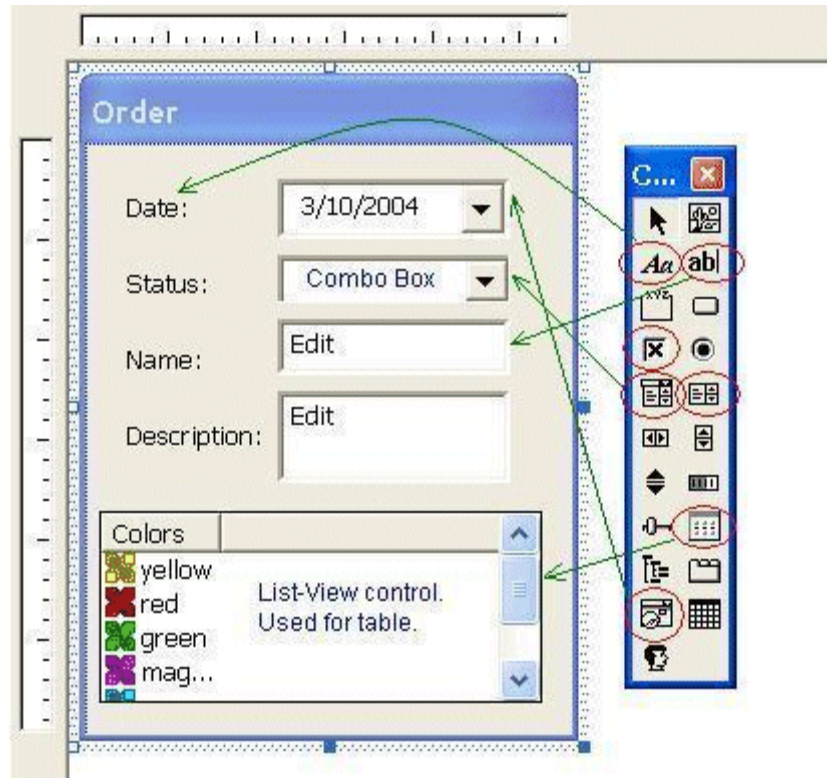 Order
Date:
3/10/2004
Status:
Combo Box
Name:
Edit
Description:
Edit
Colors
yellow
red
green
mag...
List-View control.
Used for table.
C...
Aa
ab
XYZ